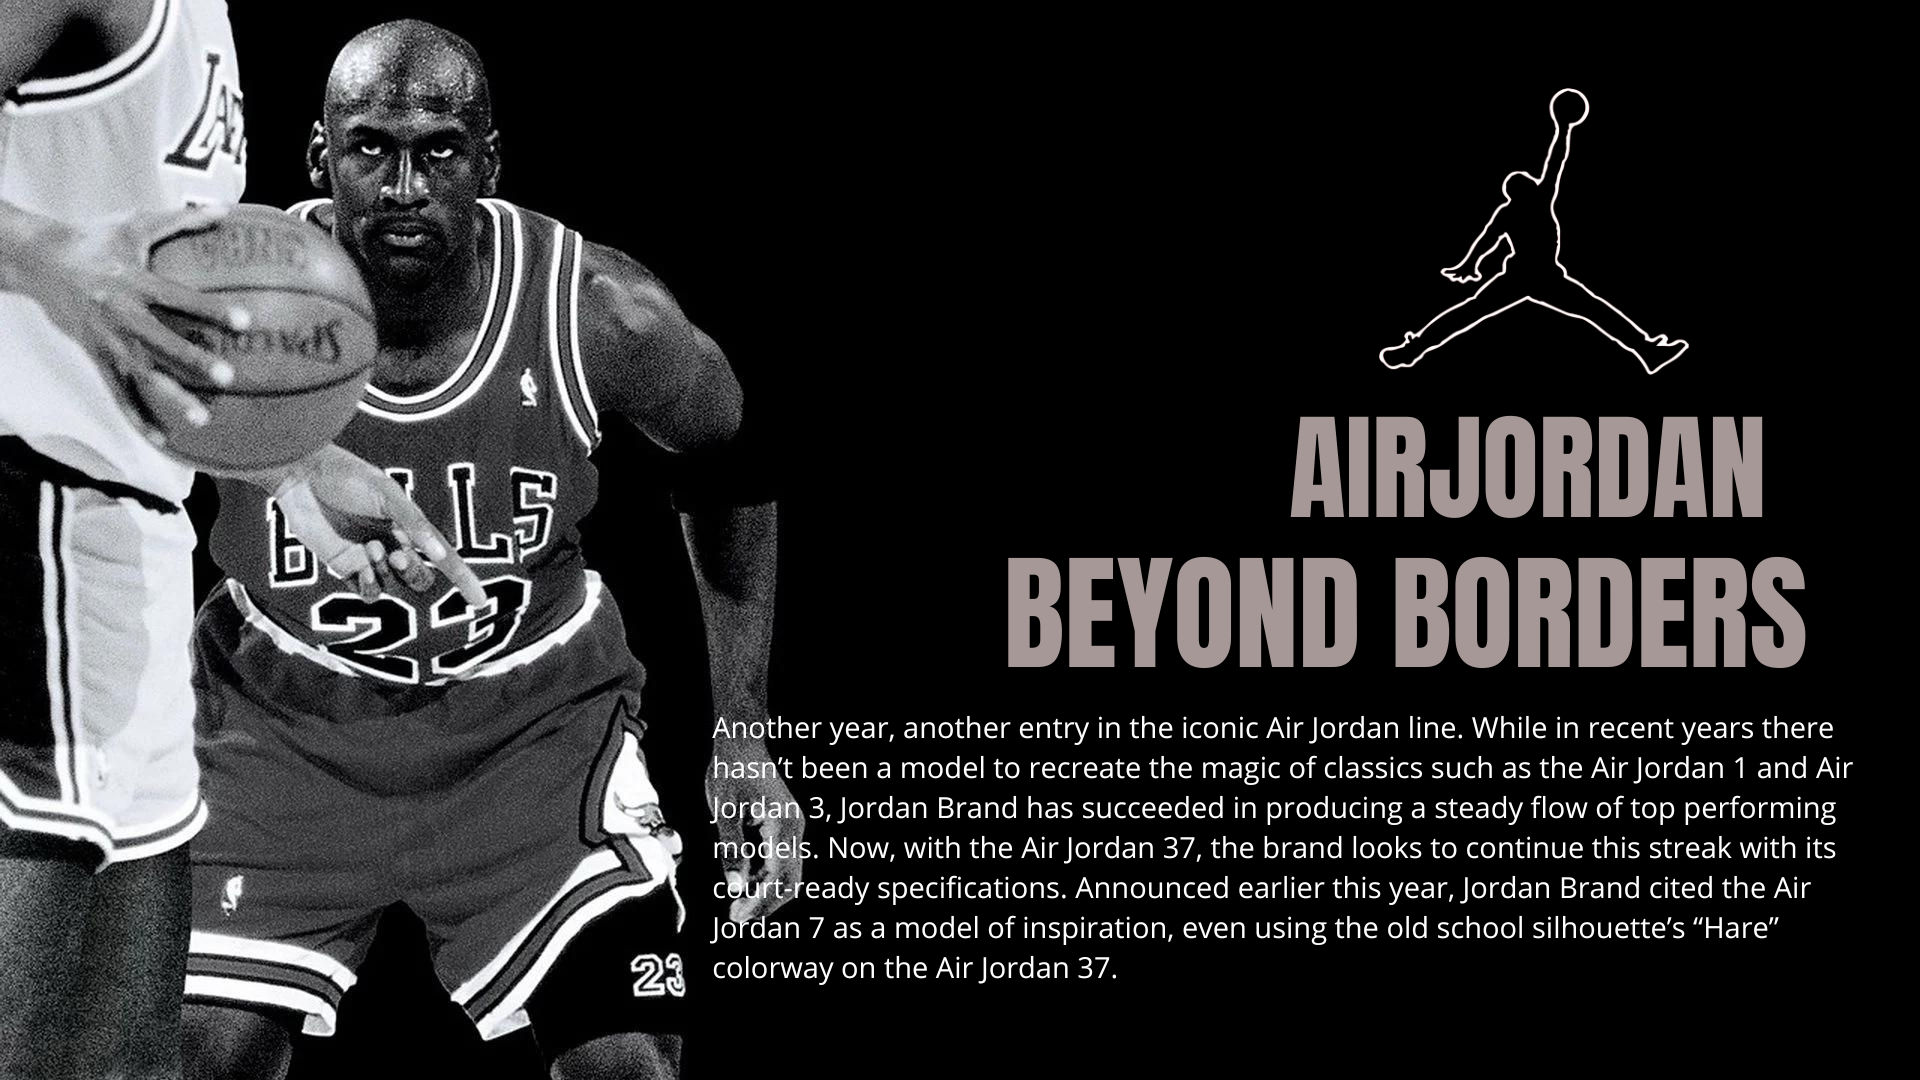 AIRJORDAN
BEYOND BORDERS
Another year, another entry in the iconic Air Jordan line. While in recent years there
hasn’t been a model to recreate the magic of classics such as the Air Jordan 1 and Air
Jordan 3, Jordan Brand has succeeded in producing a steady flow of top performing
models. Now, with the Air Jordan 37, the brand looks to continue this streak with its
court-ready specifications. Announced earlier this year, Jordan Brand cited the Air
Jordan 7 as a model of inspiration, even using the old school silhouette’s “Hare”
colorway on the Air Jordan 37.
23
23